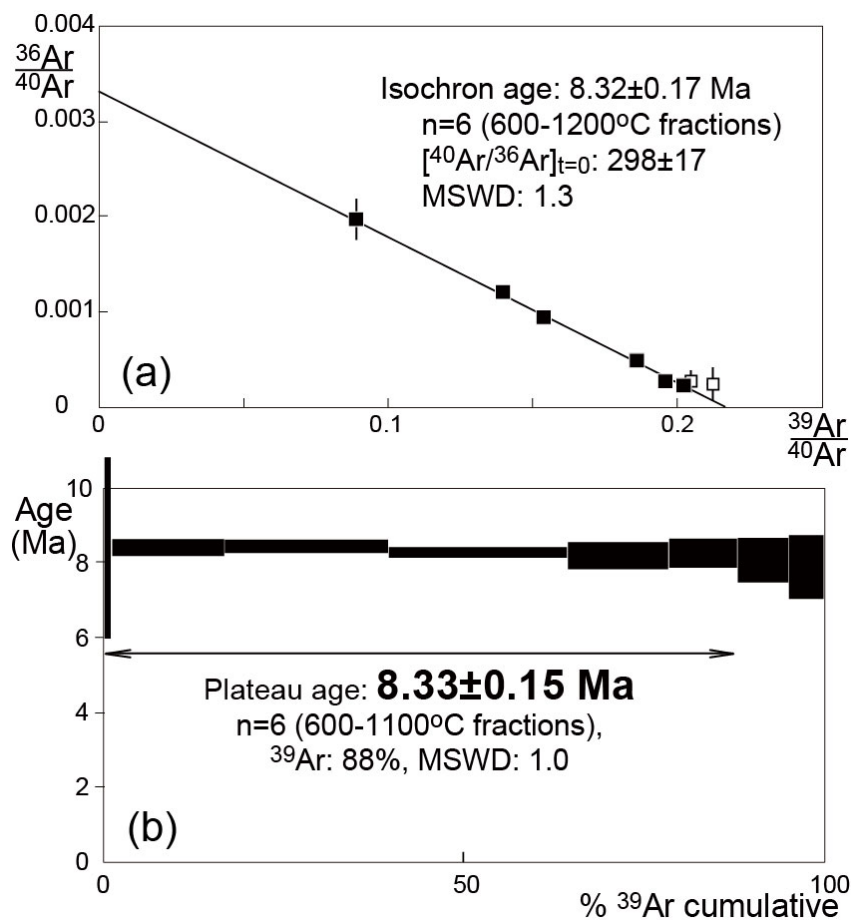 0.004
³⁶Ar
⁴⁰Ar
0.003
0.002
0.001
0
Isochron age: 8.32±0.17 Ma
n=6 (600-1200ºC fractions)
[⁴⁰Ar/³⁶Ar]t=0: 298±17
MSWD: 1.3
(a)
0 0.1 0.2
³⁹Ar
⁴⁰Ar
Age
(Ma)
10
8
6
4
2
0
Plateau age: 8.33±0.15 Ma
n=6 (600-1100ºC fractions),
³⁹Ar: 88%, MSWD: 1.0
(b)
0 50 100
% ³⁹Ar cumulative